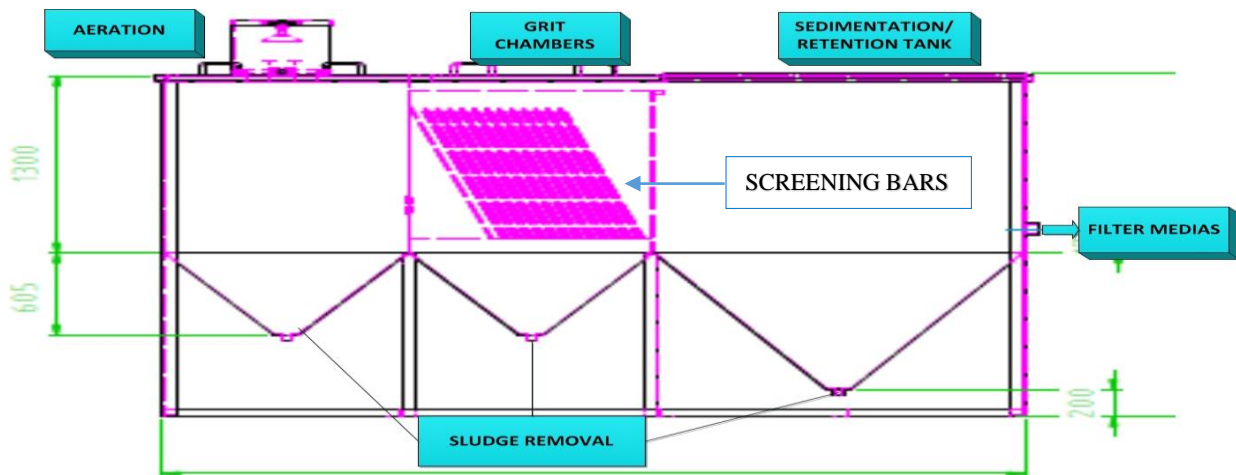 AERATION
GRIT
CHAMBERS
SEDIMENTATION/
RETENTION TANK
1300
SCREENING BARS
FILTER MEDIAS
605
200
SLUDGE REMOVAL